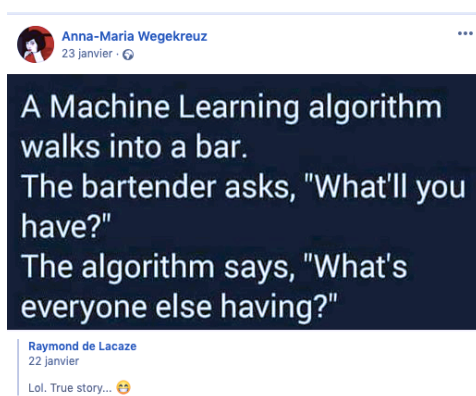 Anna-Maria Wegekreuz
23 janvier ·
A Machine Learning algorithm
walks into a bar.
The bartender asks, "What'll you
have?"
The algorithm says, "What's
everyone else having?"
Raymond de Lacaze
22 janvier
Lol. True story... 😁